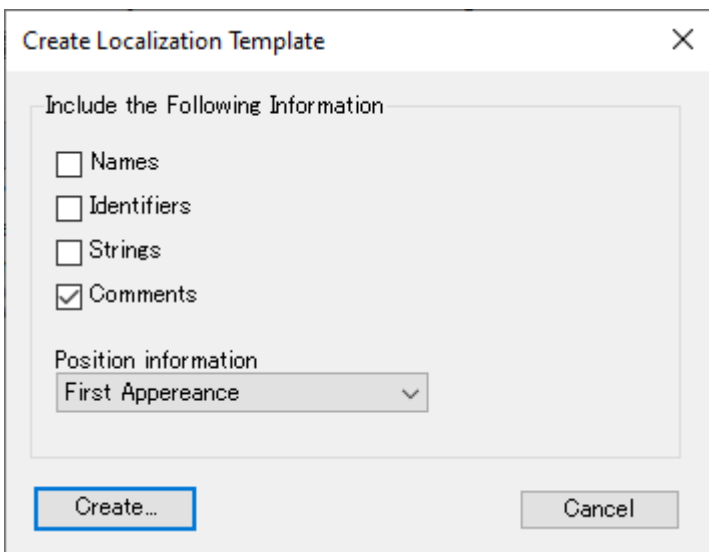 Create Localization Template
Include the Following Information
Names
Identifiers
Strings
Comments
Position information
First Appereance
Create...
Cancel